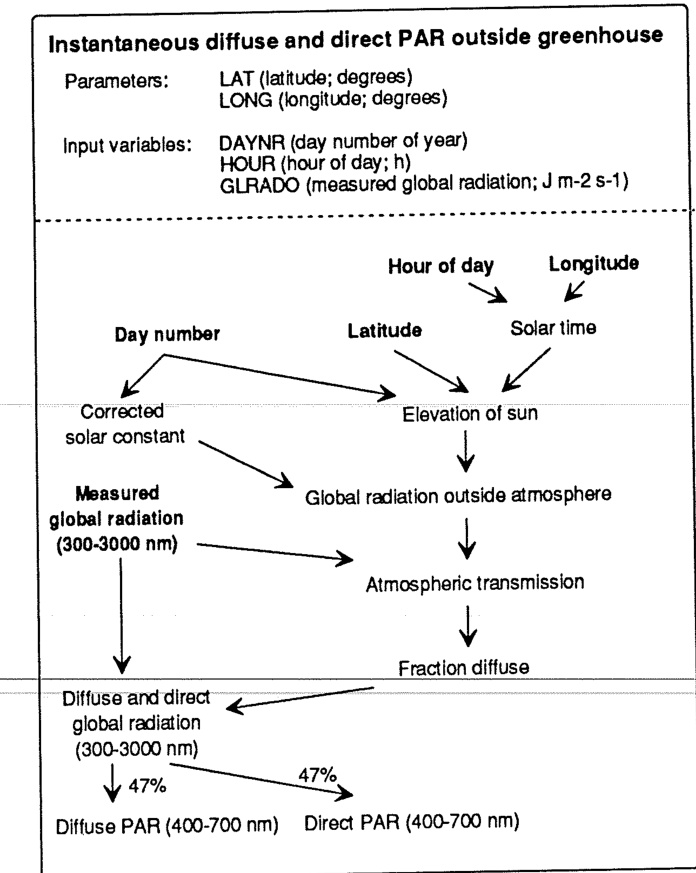 Instantaneous diffuse and direct PAR outside greenhouse
Parameters: LAT (latitude; degrees)
LONG (longitude; degrees)
Input variables: DAYNR (day number of year)
HOUR (hour of day; h)
GLRADO (measured global radiation; J m-2 s-1)
Hour of day Longitude
Day number Latitude Solar time
Corrected
solar constant
Elevation of sun
Measured
global radiation
(300-3000 nm)
Global radiation outside atmosphere
Atmospheric transmission
Fraction diffuse
Diffuse and direct
global radiation
(300-3000 nm)
47% 47%
Diffuse PAR (400-700 nm) Direct PAR (400-700 nm)